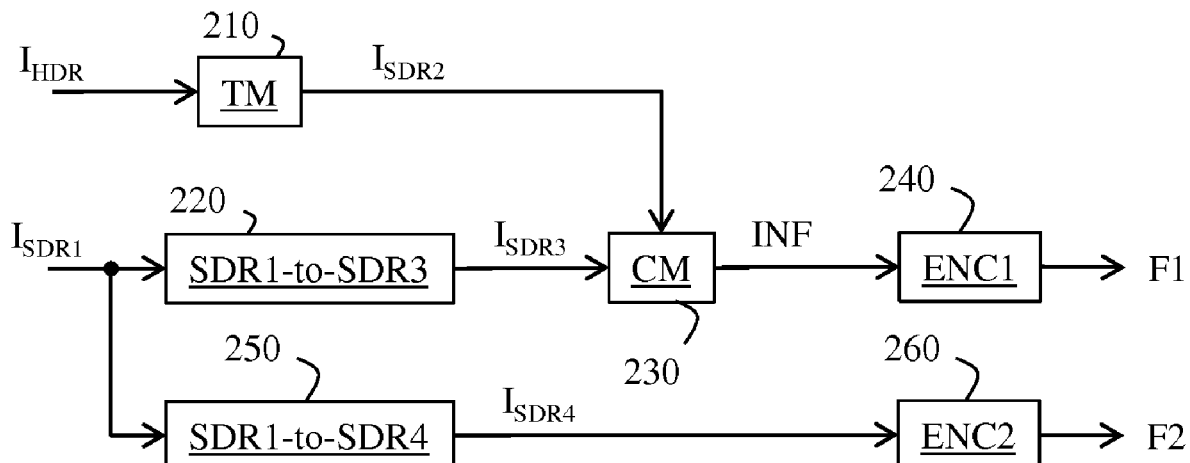 210
I_HDR
TM
I_SDR2
220
240
I_SDR1
SDR1-to-SDR3
I_SDR3
CM
INF
ENC1
F1
250
230
260
SDR1-to-SDR4
I_SDR4
ENC2
F2